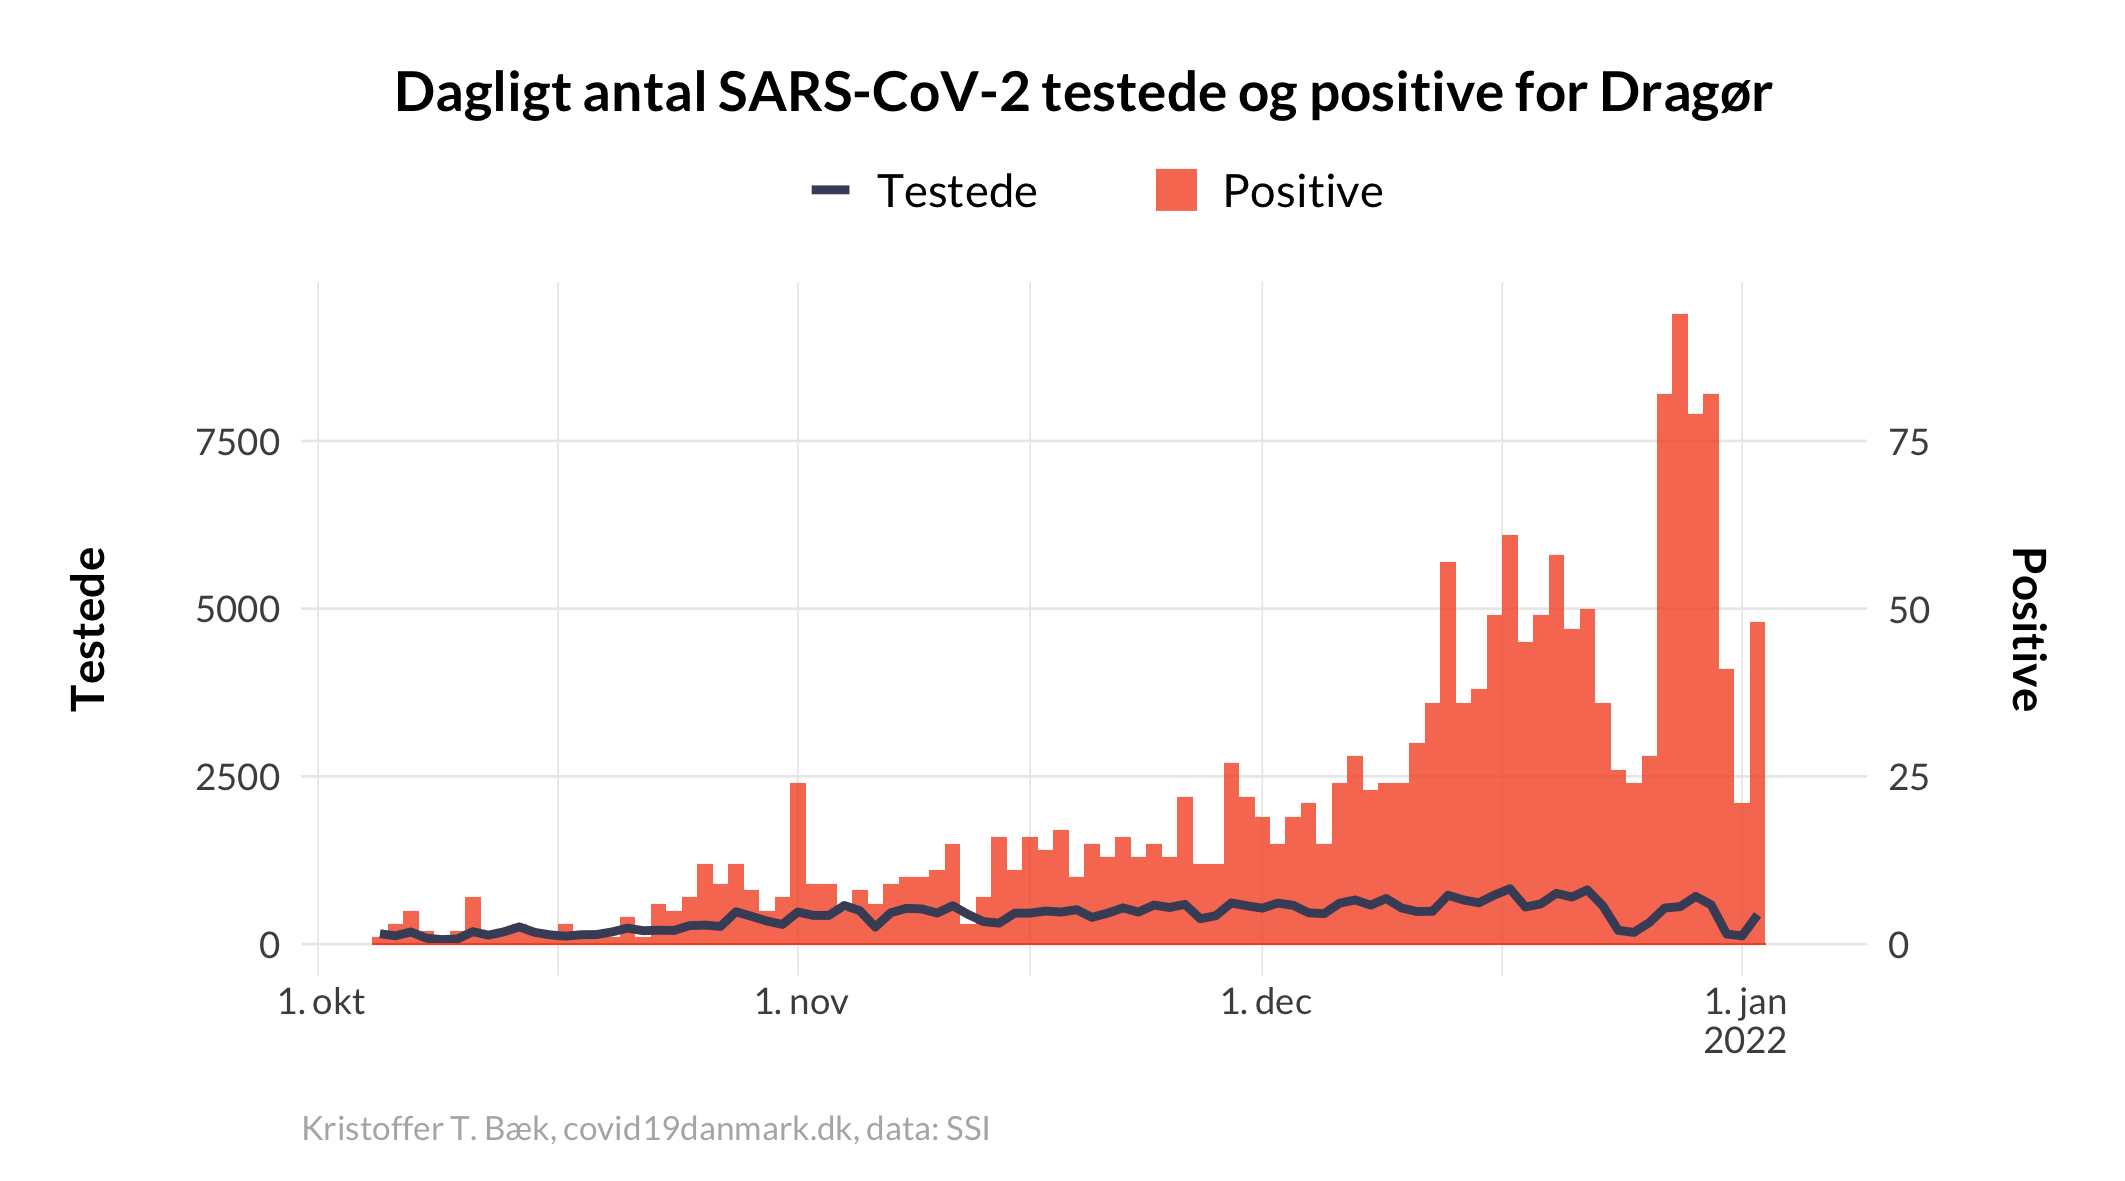 Dagligt antal SARS-CoV-2 testede og positive for Dragør
Testede
Positive
7500
5000
2500
0
Testede
75
50
25
0
Positive
1. okt
1. nov
1. dec
1. jan
2022
Kristoffer T. Bæk, covid19danmark.dk, data: SSI